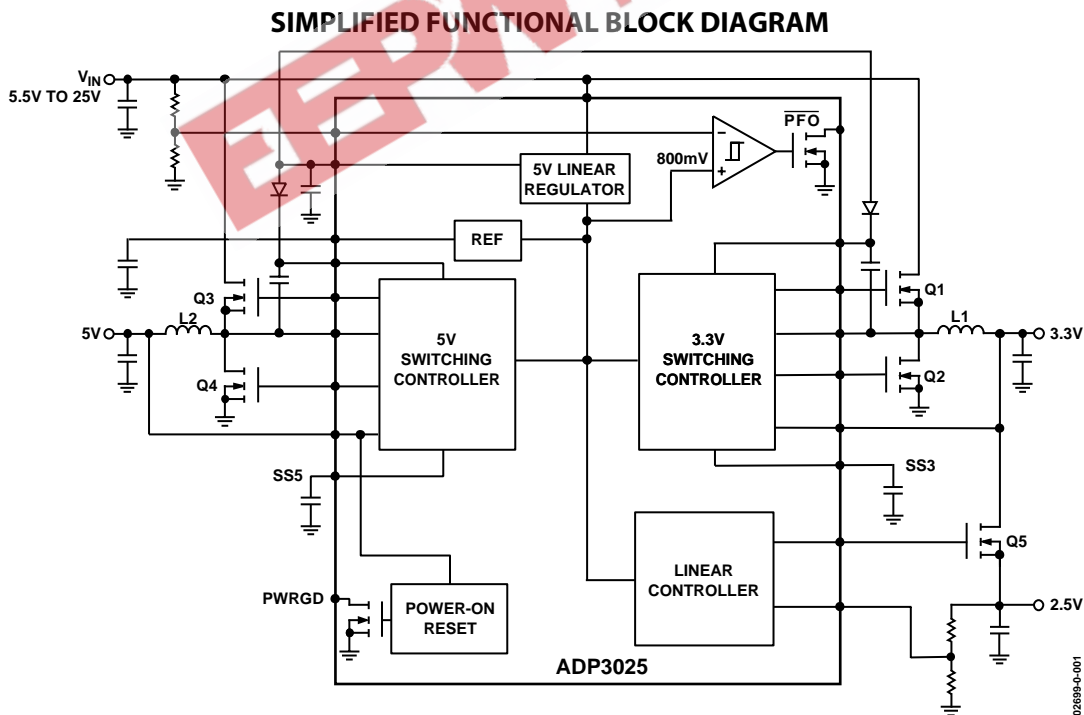 SIMPLIFIED FUNCTIONAL BLOCK DIAGRAM
VIN
5.5V TO 25V
PFO
800mV
–
+
5V LINEAR
REGULATOR
REF
Q3
Q1
5V
L2
L1
3.3V
5V
SWITCHING
CONTROLLER
3.3V
SWITCHING
CONTROLLER
Q4
Q2
SS5
SS3
Q5
LINEAR
CONTROLLER
PWRGD
POWER-ON
RESET
2.5V
ADP3025
02699-0-001